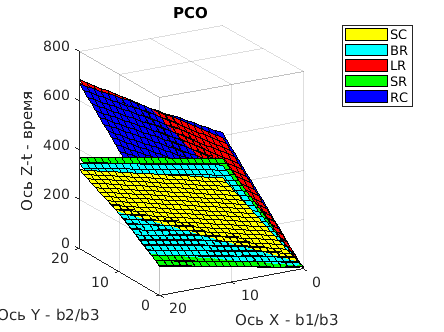 PCO
SC
BR
LR
SR
RC
800
600
400
200
0
Ось Z-t - время
20
10
0
Ось Y - b2/b3
20
10
0
Ось X - b1/b3